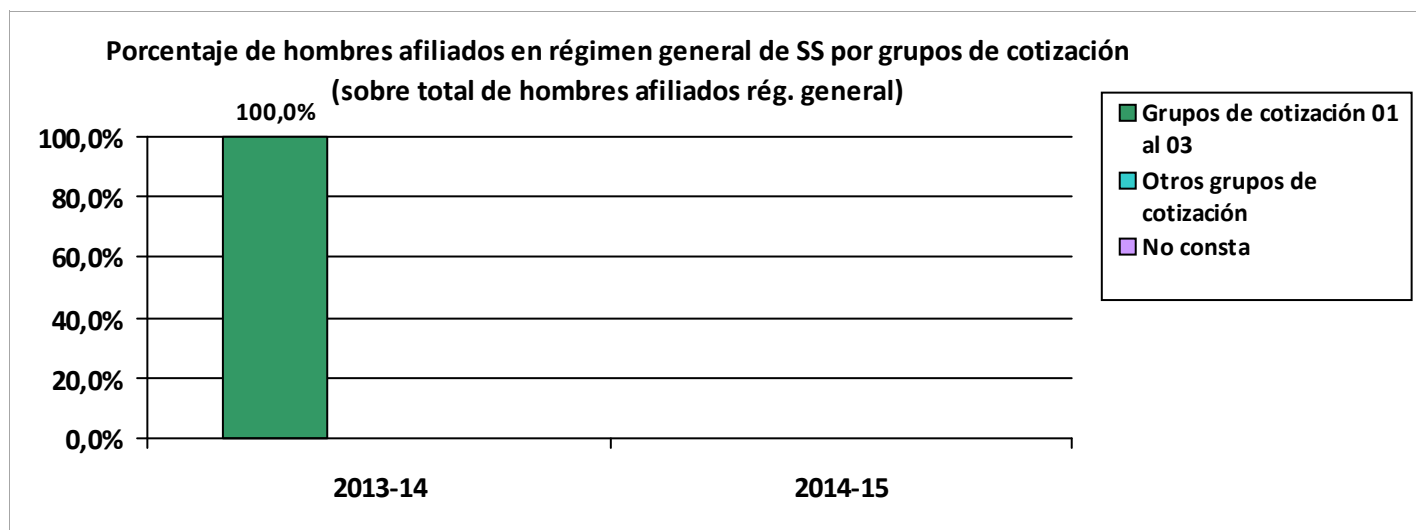 Porcentaje de hombres afiliados en régimen general de SS por grupos de cotización
(sobre total de hombres afiliados rég. general)
100,0%
100,0%
80,0%
60,0%
40,0%
20,0%
0,0%
2013-14
2014-15
Grupos de cotización 01
al 03
Otros grupos de
cotización
No consta